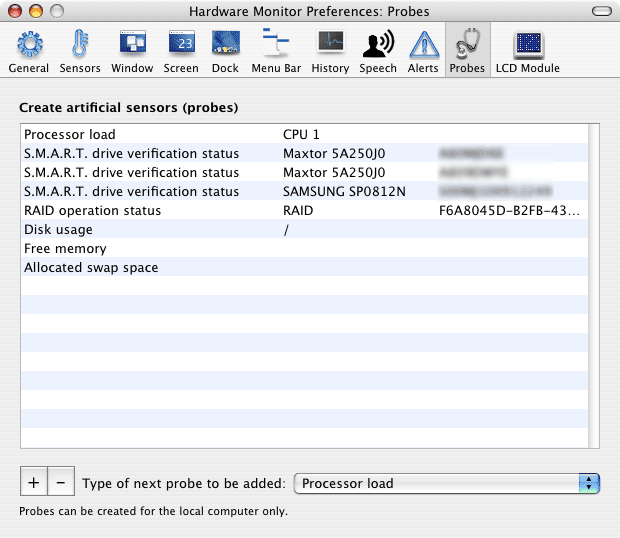 Hardware Monitor Preferences: Probes
General Sensors Window Screen Dock Menu Bar History Speech Alerts Probes LCD Module
23
Create artificial sensors (probes)
Processor load CPU 1
S.M.A.R.T. drive verification status Maxtor 5A250J0
S.M.A.R.T. drive verification status Maxtor 5A250J0
S.M.A.R.T. drive verification status SAMSUNG SP0812N
RAID operation status RAID F6A8045D-B2FB-43...
Disk usage /
Free memory
Allocated swap space
+ - Type of next probe to be added: Processor load
Probes can be created for the local computer only.